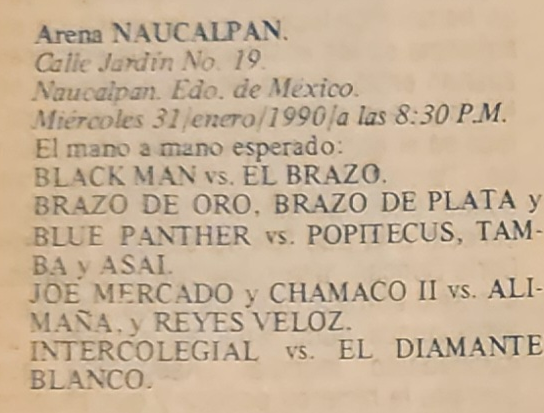 Arena NAUCALPAN.
Calle Jardín No. 19.
Naucalpan. Edo. de México.
Miércoles 31/enero/1990/a las 8:30 P.M.
El mano a mano esperado:
BLACK MAN vs. EL BRAZO.
BRAZO DE ORO, BRAZO DE PLATA y
BLUE PANTHER vs. POPITECUS, TAM-
BA y ASAI.
JOE MERCADO y CHAMACO II vs. ALI-
MAÑA. y REYES VELOZ.
INTERCOLEGIAL vs. EL DIAMANTE
BLANCO.